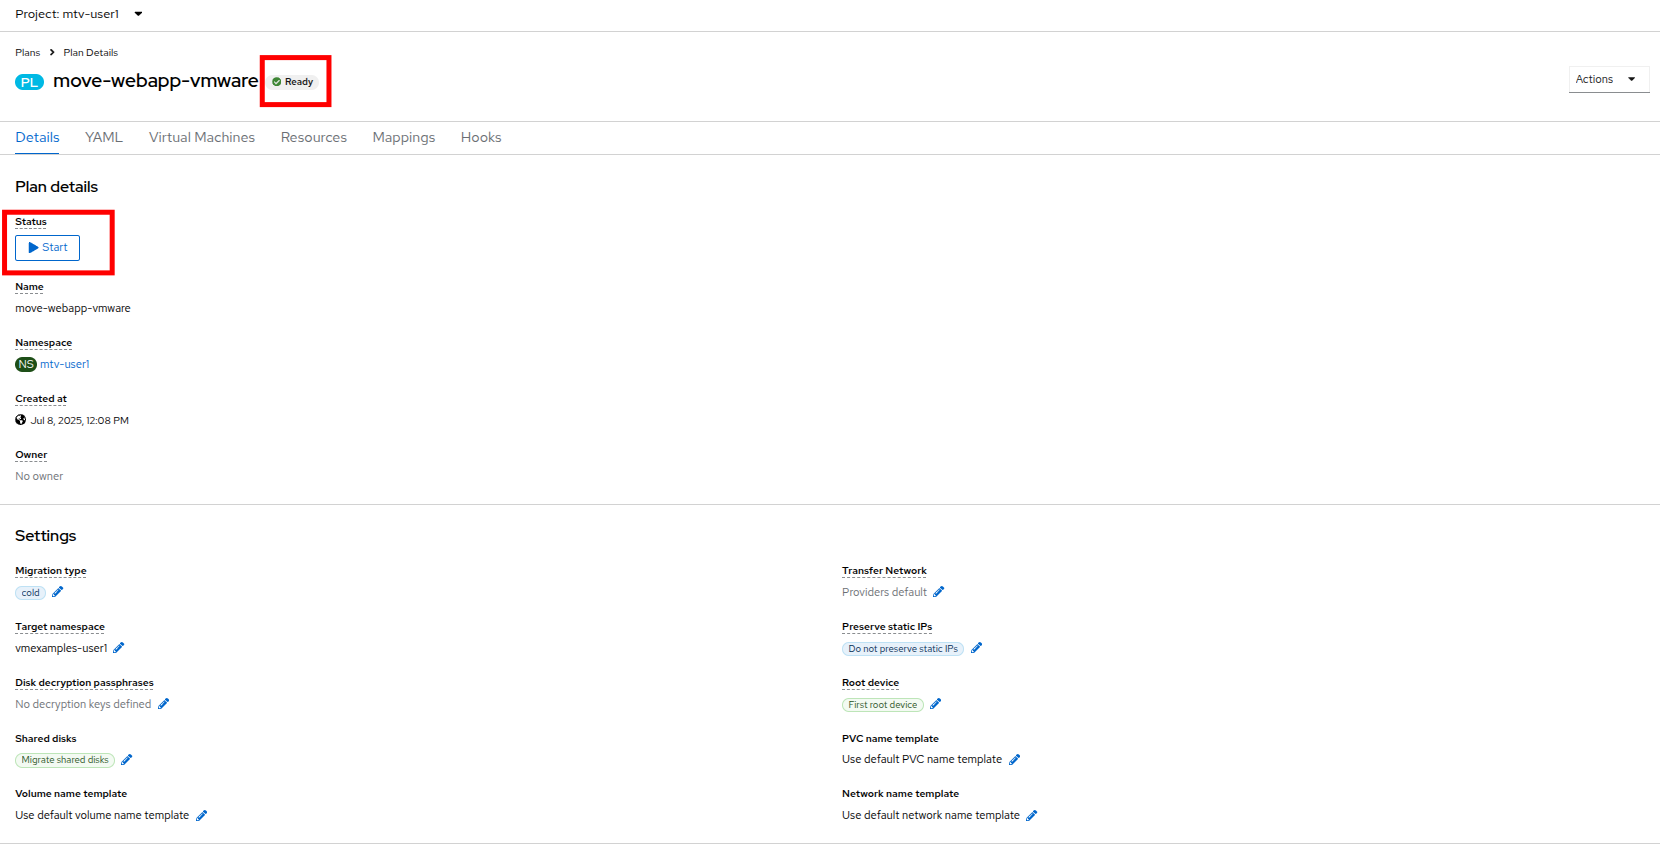 Project: mtv-user1
Plans > Plan Details
PL move-webapp-vmware Ready
Actions
Details YAML Virtual Machines Resources Mappings Hooks
Plan details
Status
Start
Name
move-webapp-vmware
Namespace
NS mtv-user1
Created at
Jul 8, 2025, 12:08 PM
Owner
No owner
Settings
Migration type
cold
Target namespace
vmexamples-user1
Disk decryption passphrases
No decryption keys defined
Shared disks
Migrate shared disks
Volume name template
Use default volume name template
Transfer Network
Providers default
Preserve static IPs
Do not preserve static IPs
Root device
First root device
PVC name template
Use default PVC name template
Network name template
Use default network name template